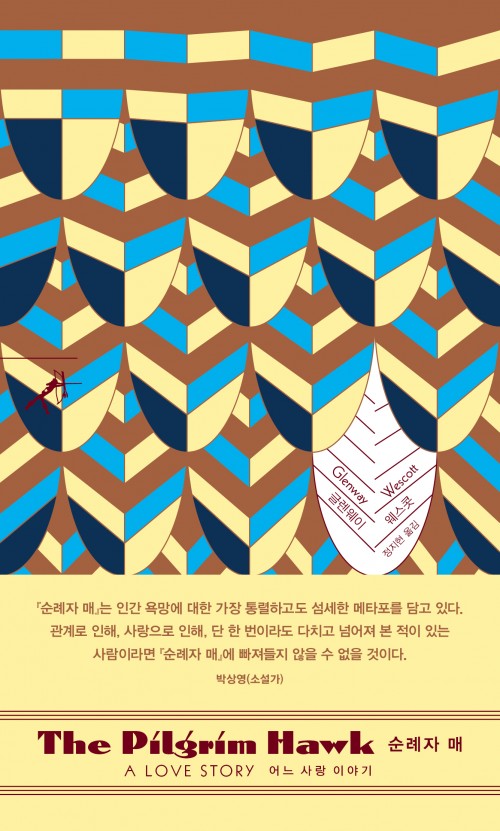 Glenway Wescott
글렌웨이 웨스콧
정지현 옮김
『순례자 매』는 인간 욕망에 대한 가장 통렬하고도 섬세한 메타포를 담고 있다.
관계로 인해, 사랑으로 인해, 단 한 번이라도 다치고 넘어져 본 적이 있는
사람이라면 『순례자 매』에 빠져들지 않을 수 없을 것이다.
박상영(소설가)
The Pilgrim Hawk 순례자 매
A LOVE STORY 어느 사랑 이야기